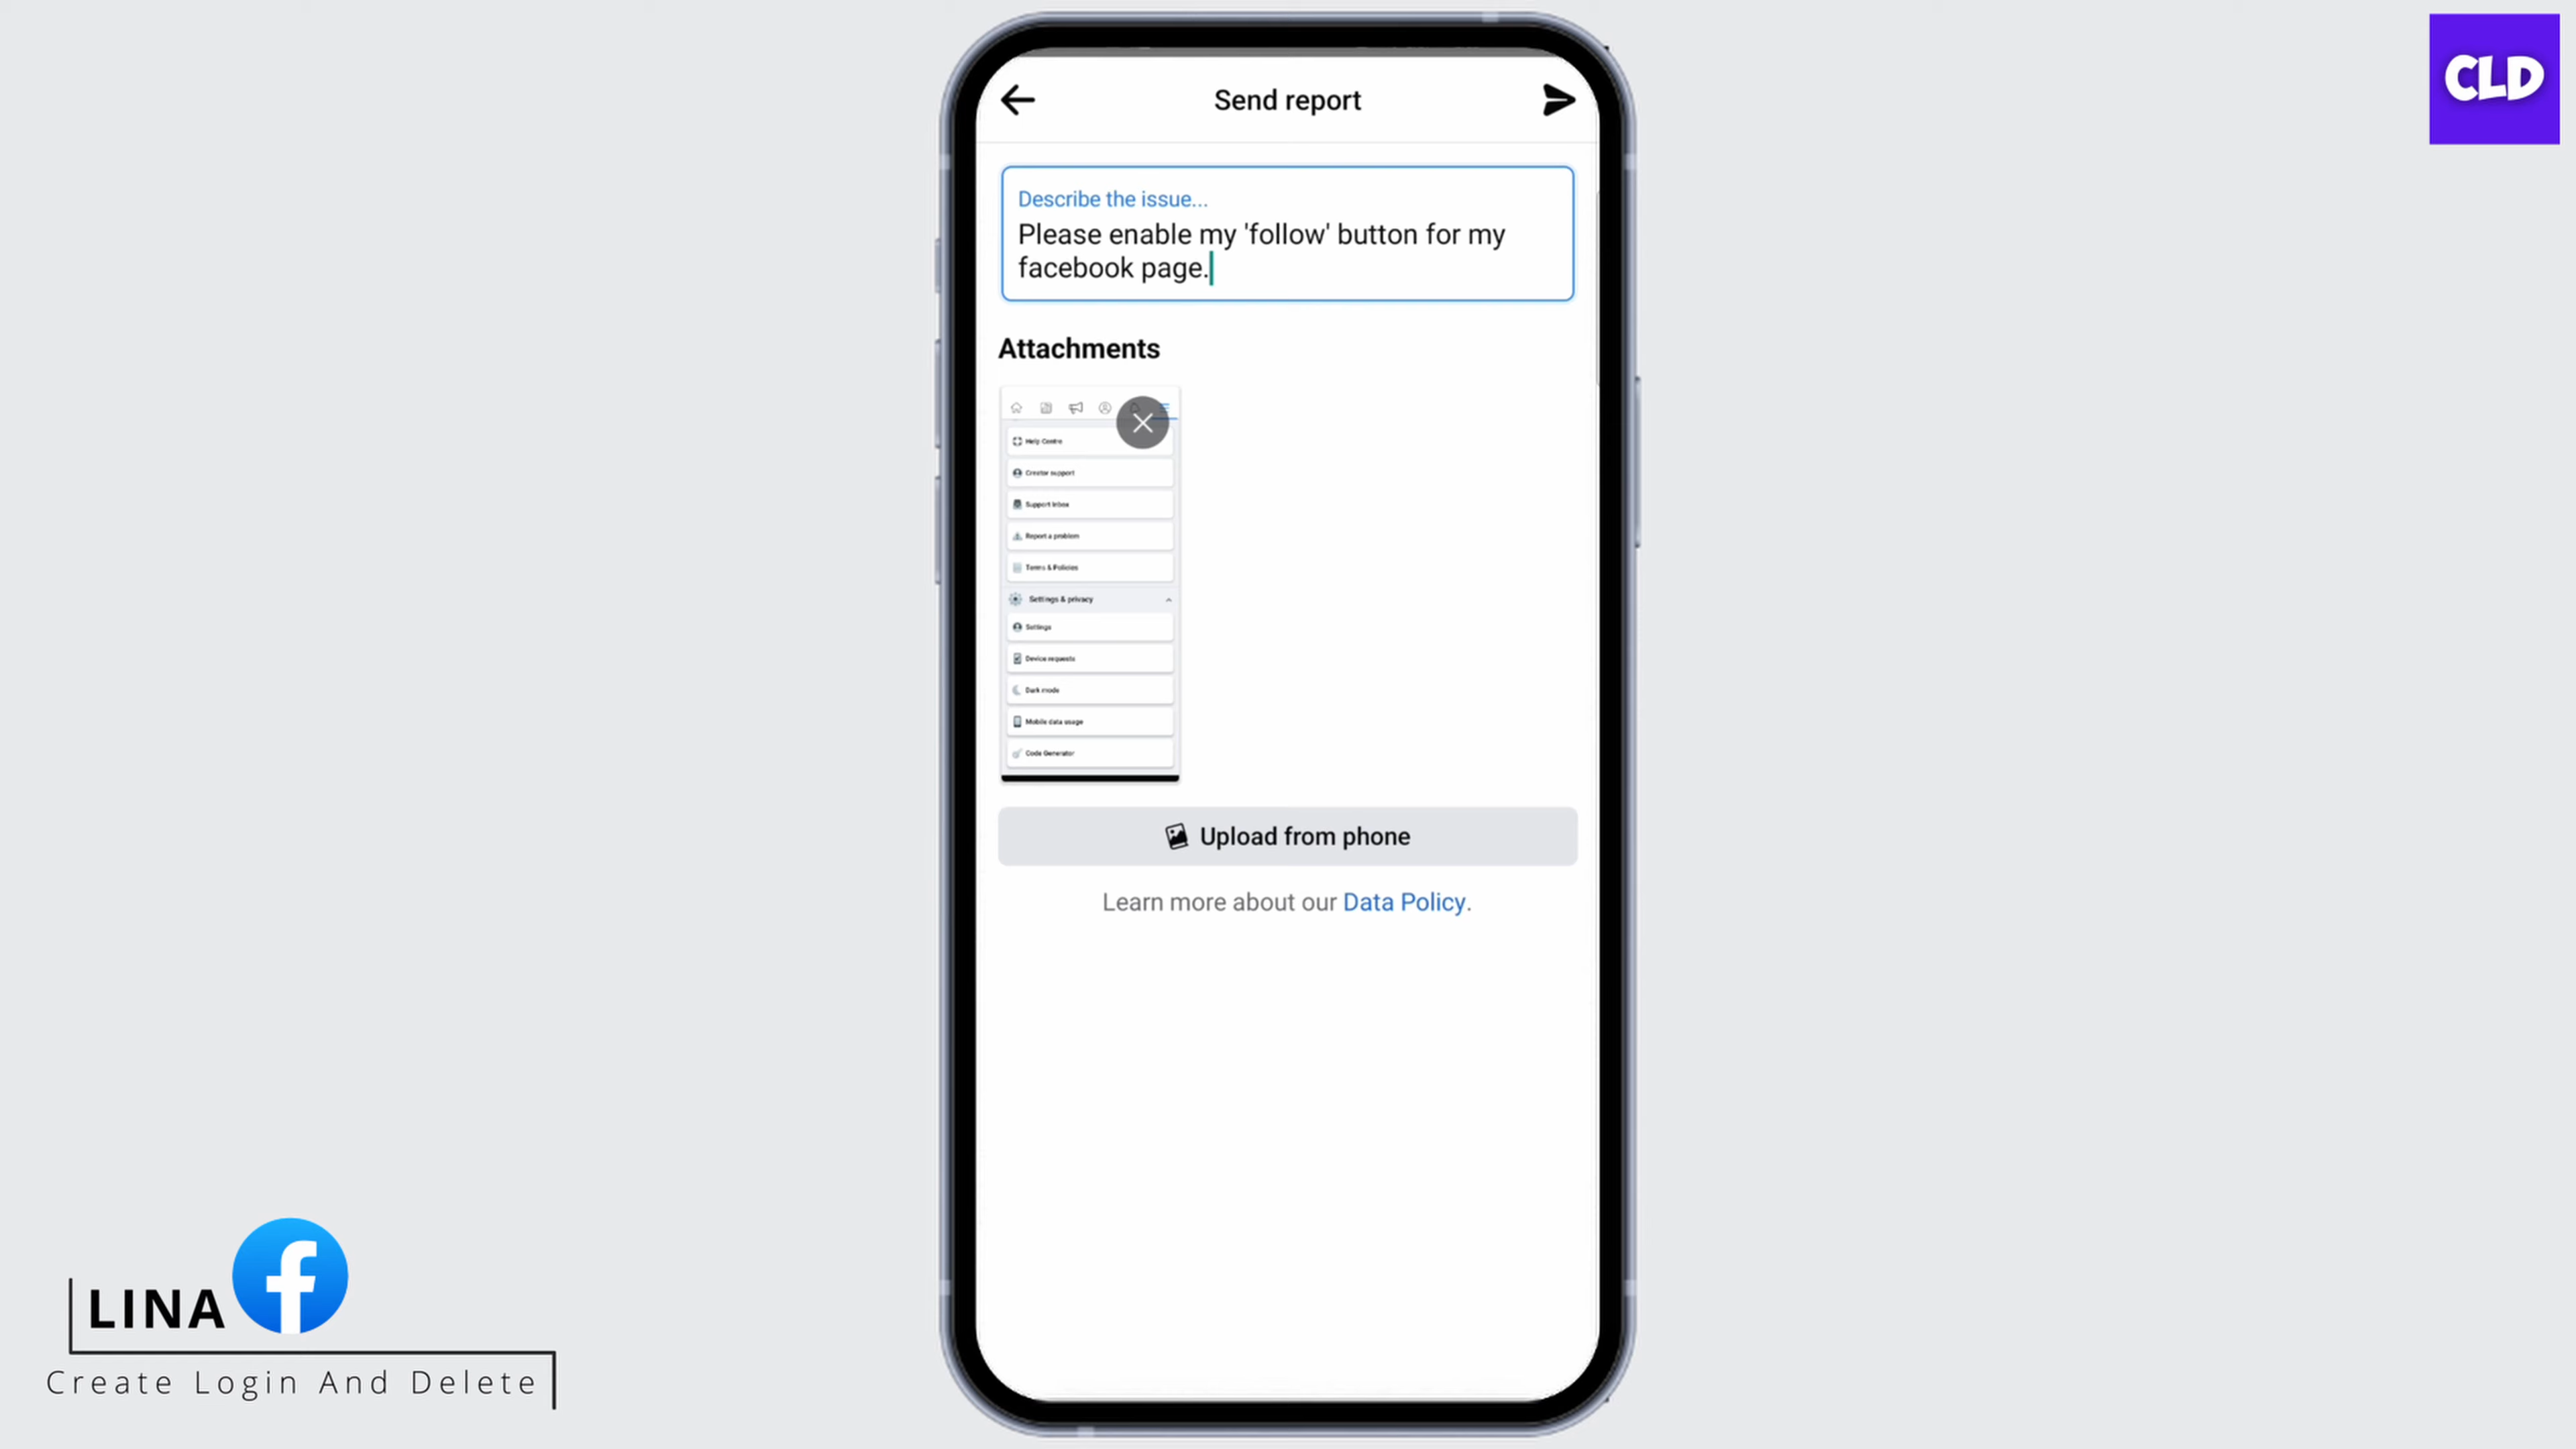 CLD
Send report
Describe the issue...
Please enable my 'follow' button for my
facebook page.
Attachments
Help Centre
Creator support
Support Inbox
Report a problem
Terms & Policies
Settings & privacy
Settings
Device requests
Dark mode
Mobile data usage
Code Generator
Upload from phone
Learn more about our Data Policy.
LINA
Create Login And Delete